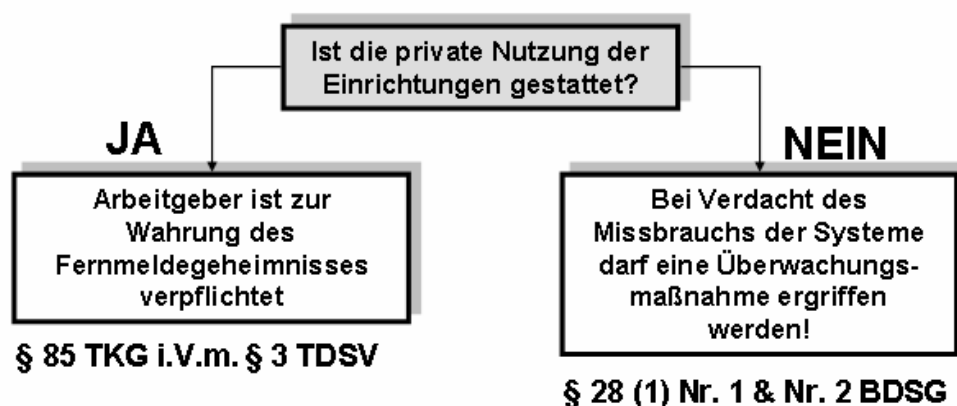 Ist die private Nutzung der
Einrichtungen gestattet?
JA
NEIN
Arbeitgeber ist zur
Wahrung des
Fernmeldegeheimnisses
verpflichtet
§ 85 TKG i.V.m. § 3 TDSV
Bei Verdacht des
Missbrauchs der Systeme
darf eine Überwachungs-
maßnahme ergriffen
werden!
§ 28 (1) Nr. 1 & Nr. 2 BDSG